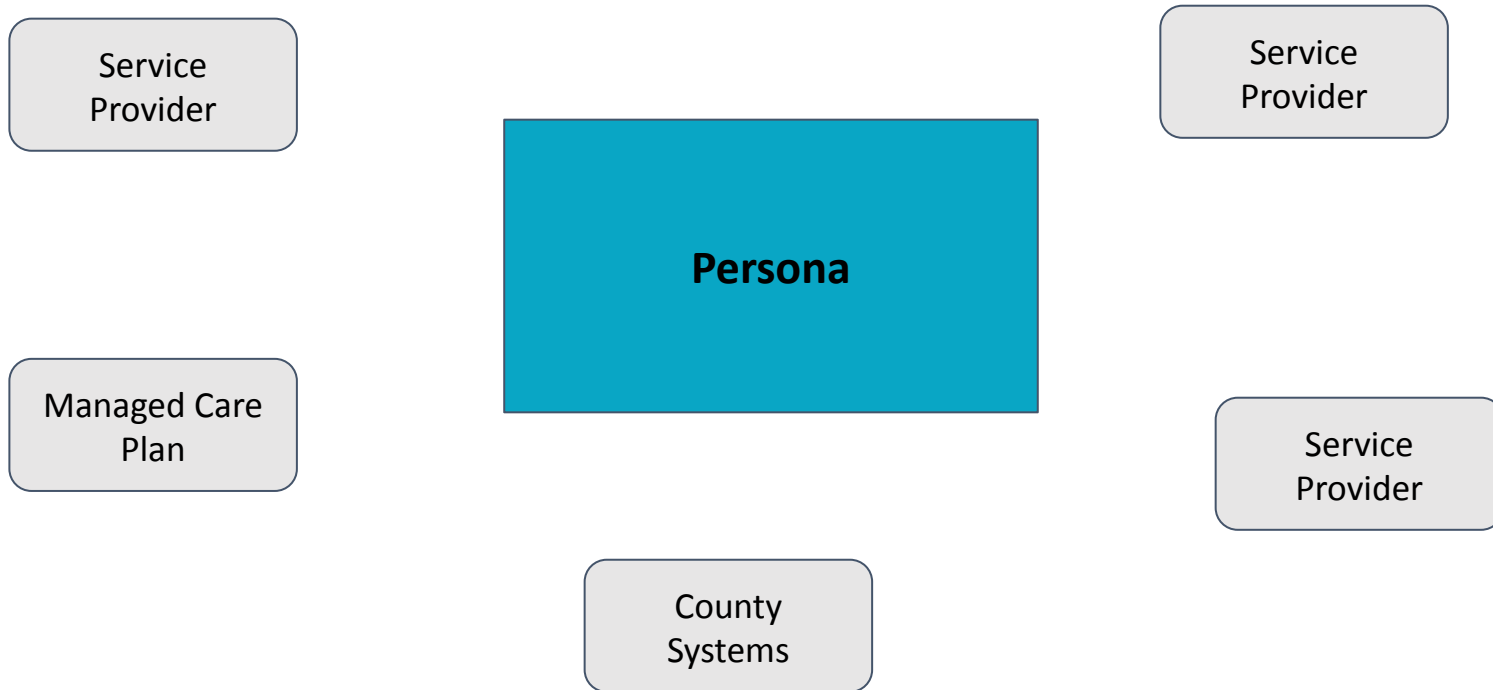 Service
Provider
Service
Provider
Persona
Managed Care
Plan
Service
Provider
County
Systems